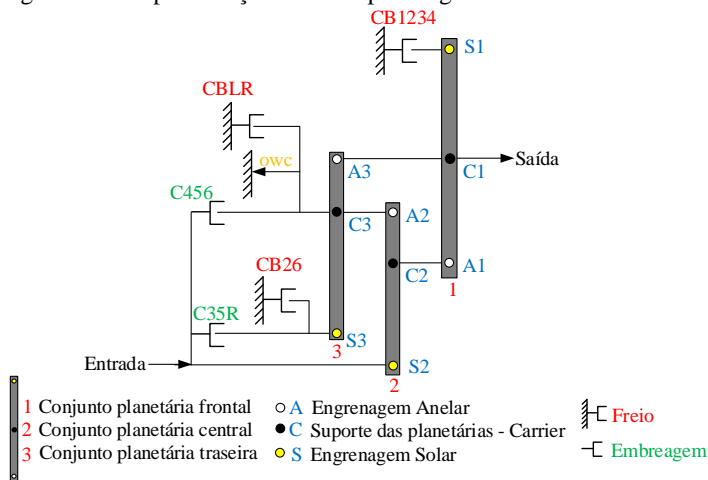 CB1234
S1
CBLR
owc
A3
Saída
C1
C456
C3
A2
CB26
C2
A1
1
C35R
S3
3
Entrada
S2
2
1 Conjunto planetária frontal
2 Conjunto planetária central
3 Conjunto planetária traseira
A Engrenagem Anelar
C Suporte das planetárias - Carrier
S Engrenagem Solar
Freio
Embreagem